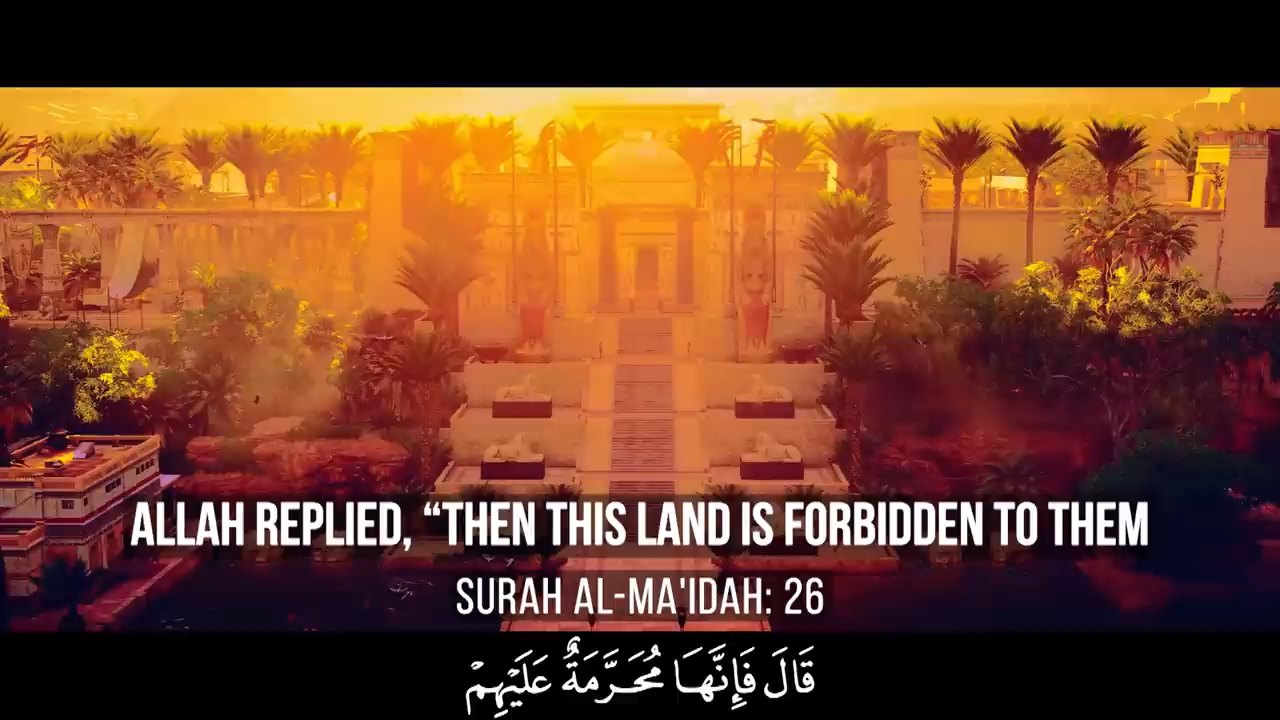 ALLAH REPLIED, “THEN THIS LAND IS FORBIDDEN TO THEM
SURAH AL-MA'IDAH: 26
قَالَ فَإِنَّهَا مُحَرَّمَةٌ عَلَيْهِمْ